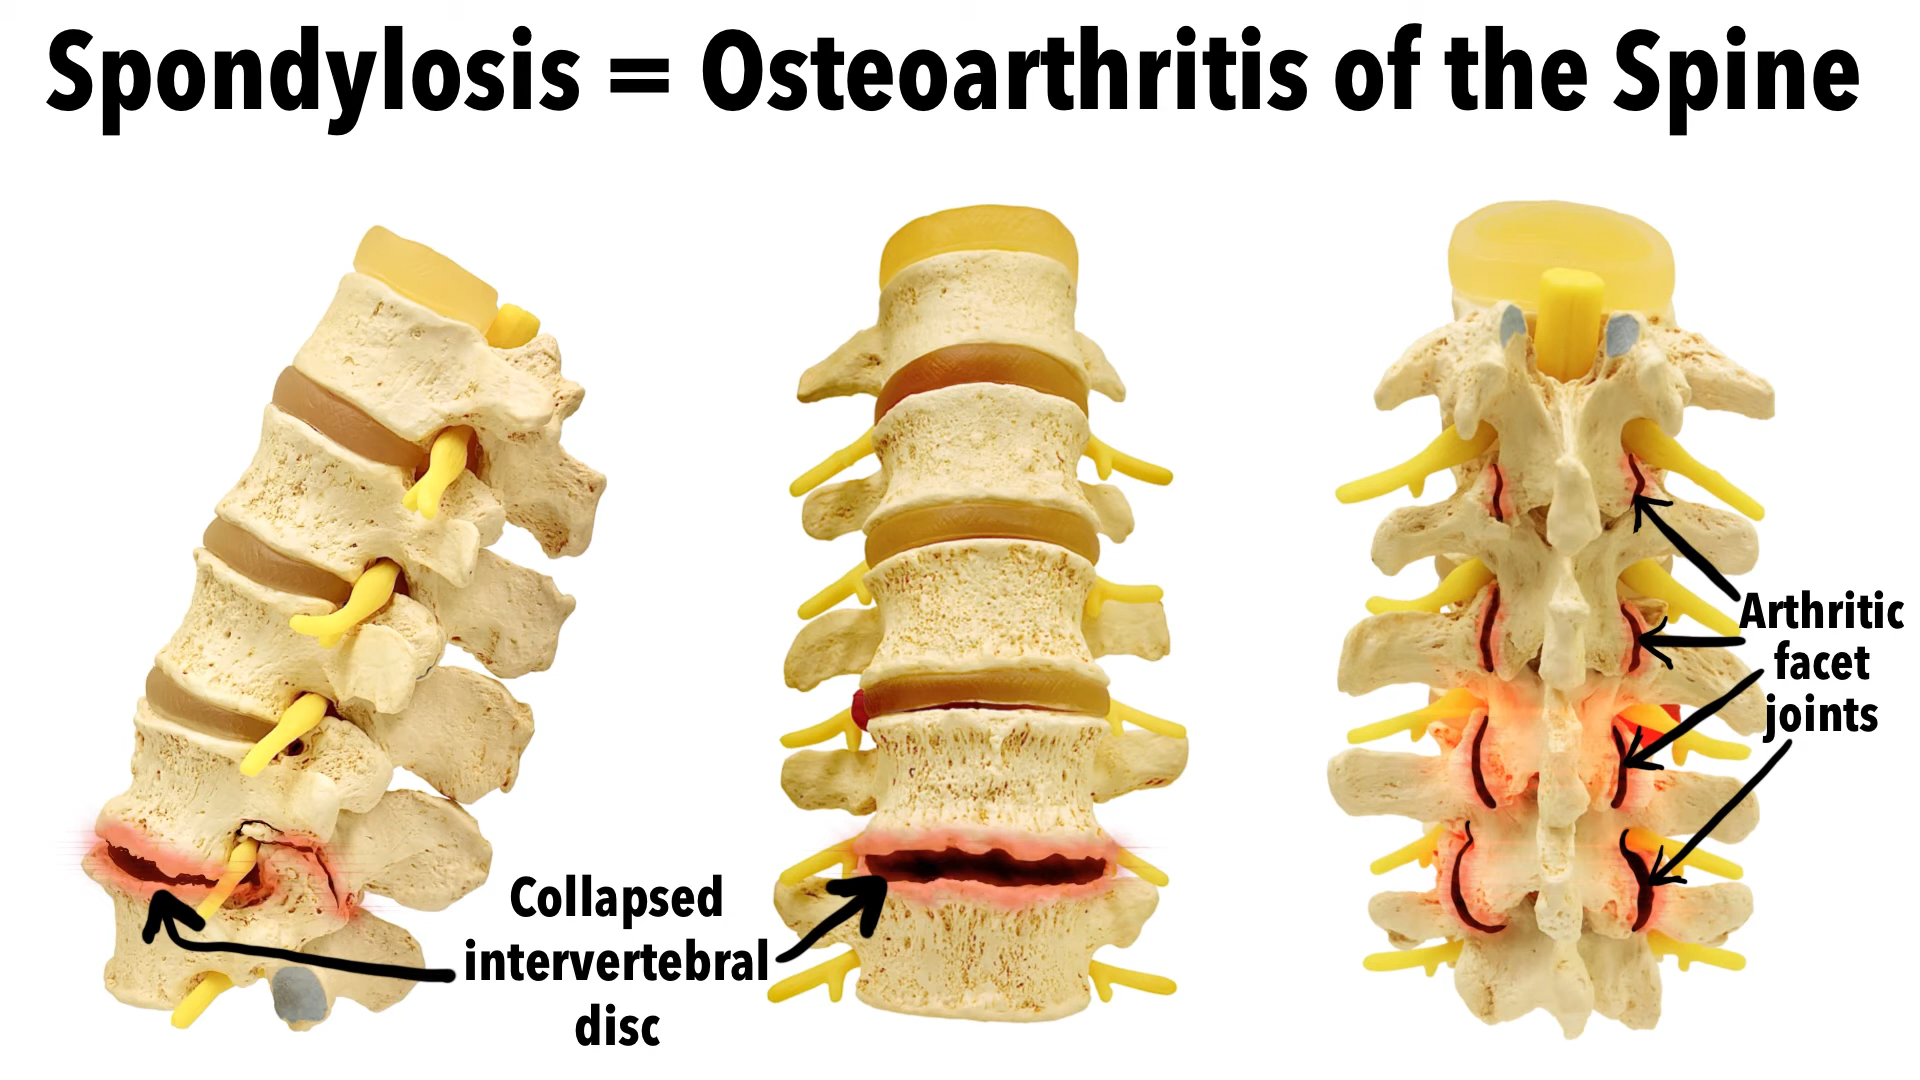 Spondylosis = Osteoarthritis of the Spine
Collapsed
intervertebral
disc
Arthritic
facet
joints